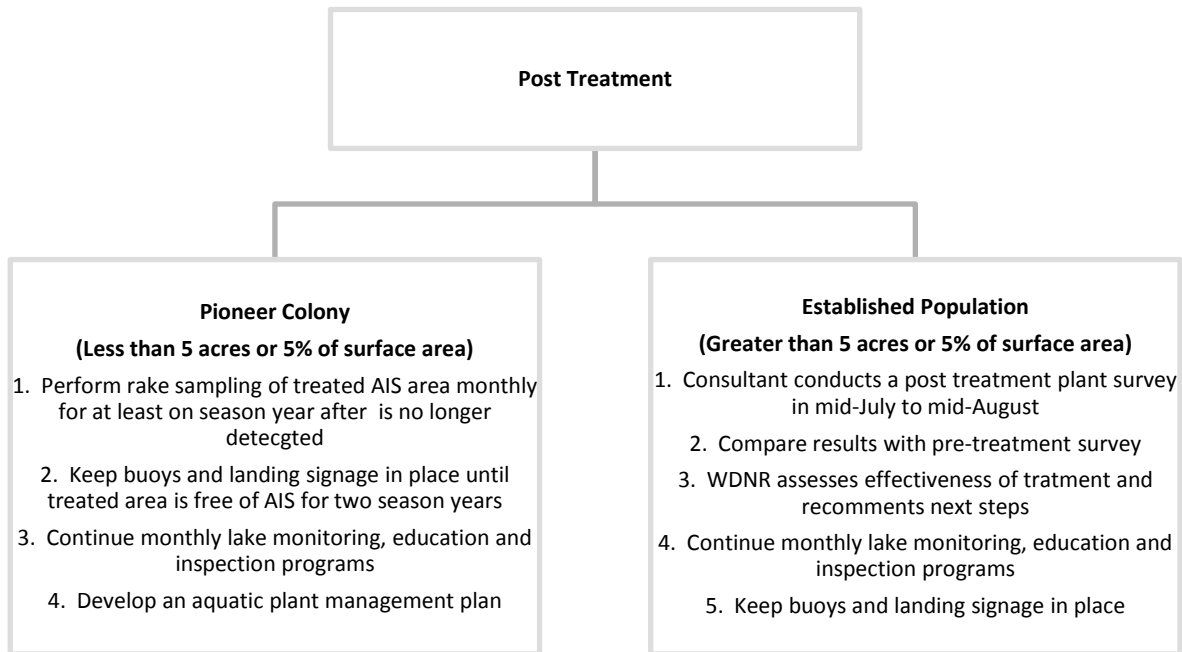 Post Treatment
Pioneer Colony
(Less than 5 acres or 5% of surface area)
1. Perform rake sampling of treated AIS area monthly
for at least on season year after  is no longer
detecgted
2. Keep buoys and landing signage in place until
treated area is free of AIS for two season years
3. Continue monthly lake monitoring, education and
inspection programs
4. Develop an aquatic plant management plan
Established Population
(Greater than 5 acres or 5% of surface area)
1. Consultant conducts a post treatment plant survey
in mid-July to mid-August
2. Compare results with pre-treatment survey
3. WDNR assesses effectiveness of tratment and
recomments next steps
4. Continue monthly lake monitoring, education and
inspection programs
5. Keep buoys and landing signage in place